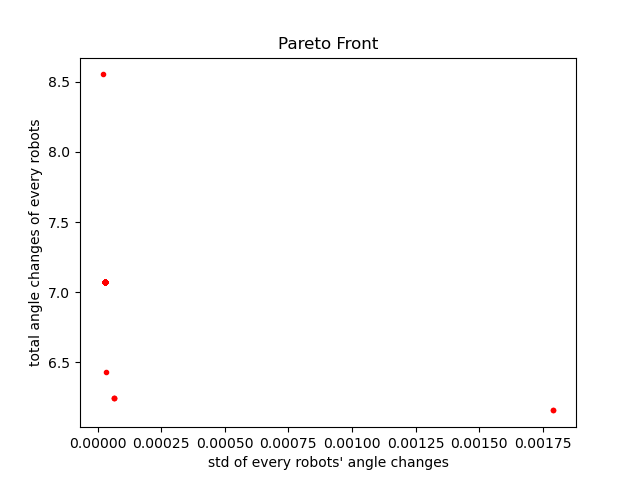 Pareto Front
total angle changes of every robots
8.5
8.0
7.5
7.0
6.5
0.00000 0.00025 0.00050 0.00075 0.00100 0.00125 0.00150 0.00175
std of every robots' angle changes